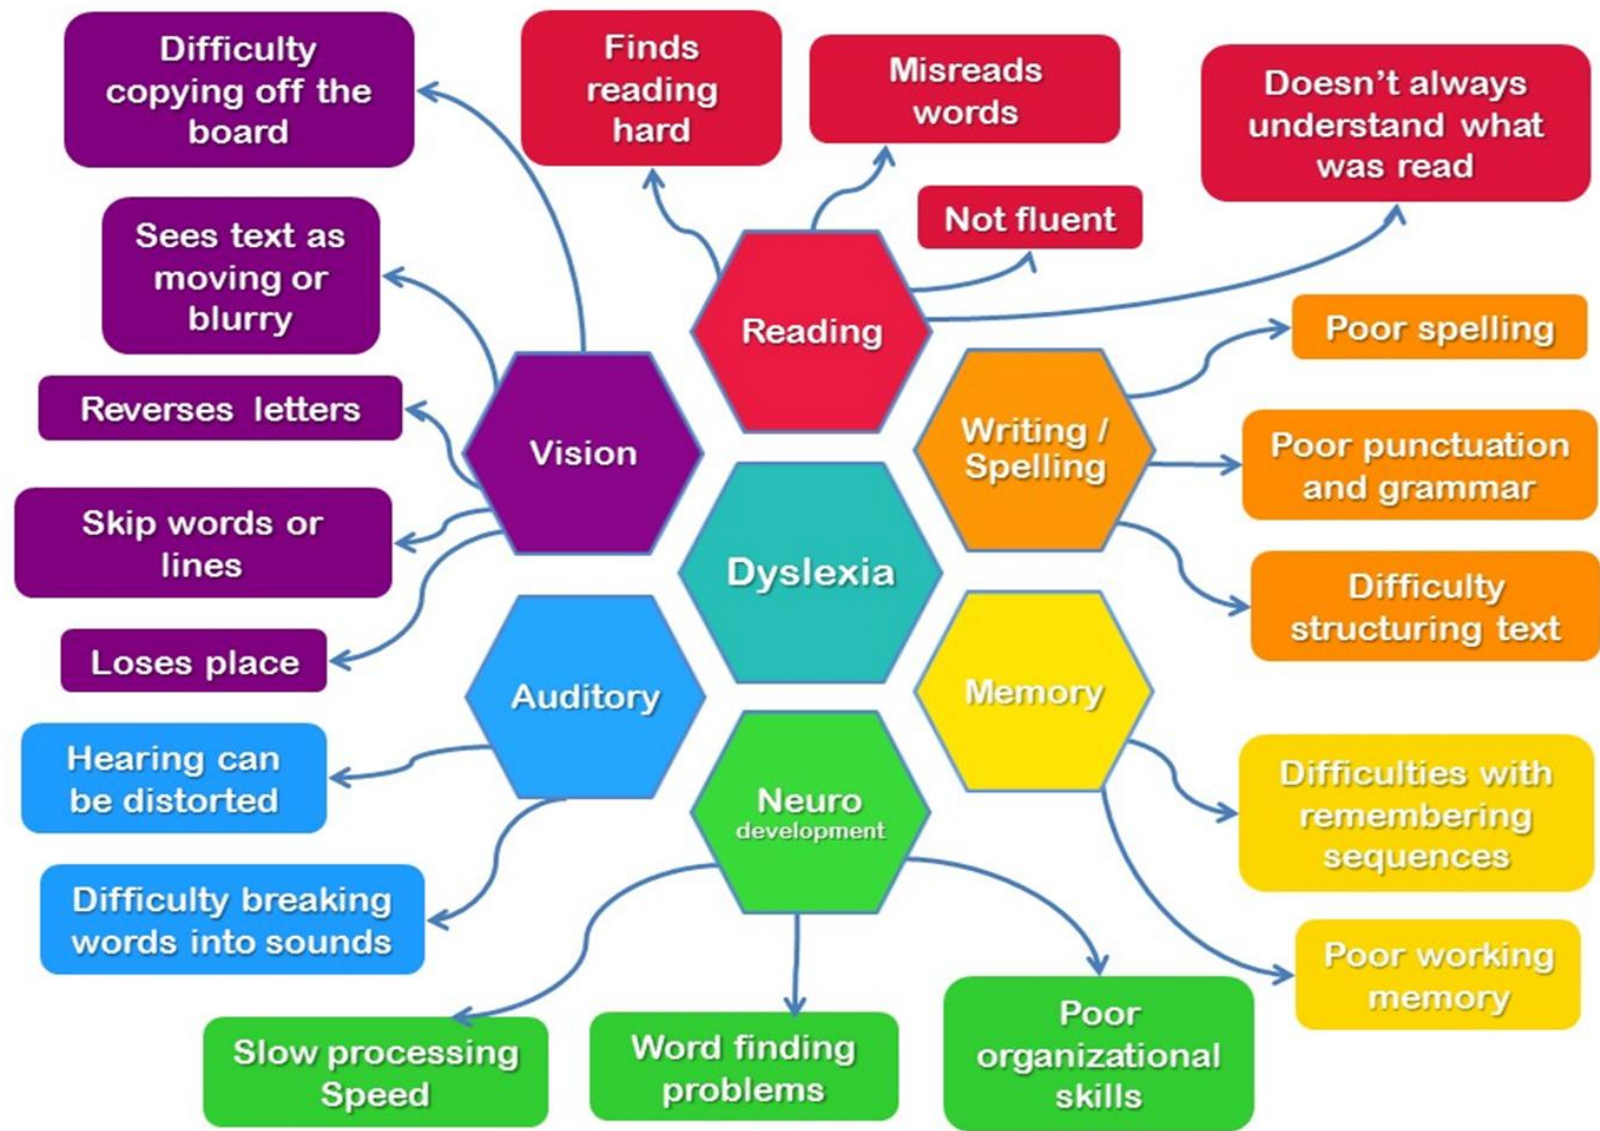 Difficulty
copying off the
board
Finds
reading
hard
Misreads
words
Doesn't always
understand what
was read
Sees text as
moving or
blurry
Not fluent
Reading
Poor spelling
Reverses letters
Vision
Writing /
Spelling
Poor punctuation
and grammar
Skip words or
lines
Dyslexia
Difficulty
structuring text
Loses place
Auditory
Memory
Hearing can
be distorted
Neuro
development
Difficulties with
remembering
sequences
Difficulty breaking
words into sounds
Poor working
memory
Slow processing
Speed
Word finding
problems
Poor
organizational
skills